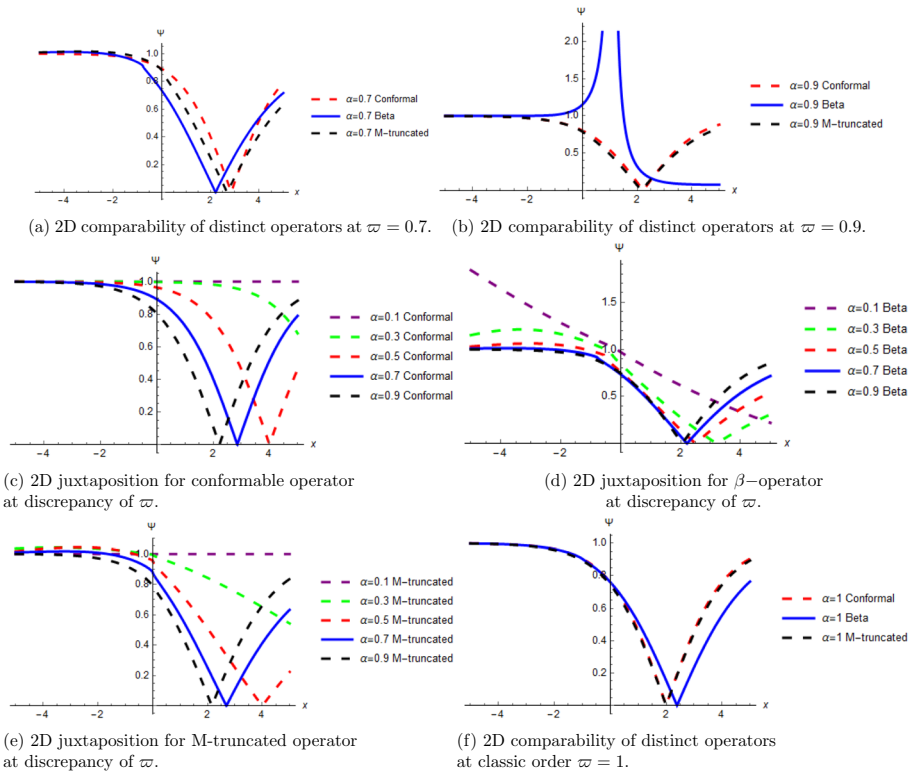 Ψ
1.0
0.8
0.6
0.4
0.2
−4
−2
0
2
4
x
α=0.7 Conformal
α=0.7 Beta
α=0.7 M−truncated
(a) 2D comparability of distinct operators at ϖ = 0.7.
Ψ
2.0
1.5
1.0
0.5
−4
−2
0
2
4
x
α=0.9 Conformal
α=0.9 Beta
α=0.9 M−truncated
(b) 2D comparability of distinct operators at ϖ = 0.9.
Ψ
1.0
0.8
0.6
0.4
0.2
−4
−2
0
2
4
x
α=0.1 Conformal
α=0.3 Conformal
α=0.5 Conformal
α=0.7 Conformal
α=0.9 Conformal
(c) 2D juxtaposition for conformable operator
at discrepancy of ϖ.
Ψ
1.5
1.0
0.5
−4
−2
0
2
4
x
α=0.1 Beta
α=0.3 Beta
α=0.5 Beta
α=0.7 Beta
α=0.9 Beta
(d) 2D juxtaposition for β−operator
at discrepancy of ϖ.
Ψ
1.0
0.8
0.6
0.4
0.2
−4
−2
0
2
4
x
α=0.1 M−truncated
α=0.3 M−truncated
α=0.5 M−truncated
α=0.7 M−truncated
α=0.9 M−truncated
(e) 2D juxtaposition for M-truncated operator
at discrepancy of ϖ.
Ψ
1.0
0.8
0.6
0.4
0.2
−4
−2
0
2
4
x
α=1 Conformal
α=1 Beta
α=1 M−truncated
(f) 2D comparability of distinct operators
at classic order ϖ = 1.